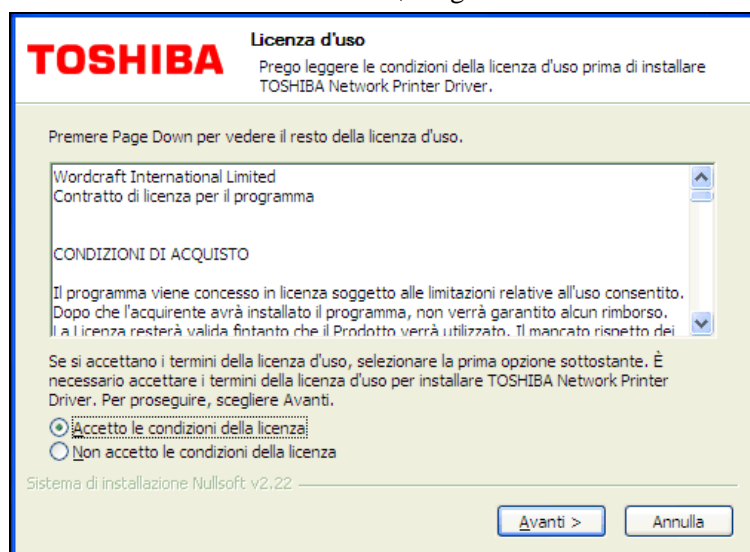 TOSHIBA
Licenza d'uso
Prego leggere le condizioni della licenza d'uso prima di installare
TOSHIBA Network Printer Driver.
Premere Page Down per vedere il resto della licenza d'uso.
Wordcraft International Limited
Contratto di licenza per il programma
CONDIZIONI DI ACQUISTO
Il programma viene concesso in licenza soggetto alle limitazioni relative all'uso consentito.
Dopo che l'acquirente avrà installato il programma, non verrà garantito alcun rimborso.
La Licenza resterà valida fintanto che il Prodotto verrà utilizzato. Il mancato rispetto dei
Se si accettano i termini della licenza d'uso, selezionare la prima opzione sottostante. È
necessario accettare i termini della licenza d'uso per installare TOSHIBA Network Printer
Driver. Per proseguire, scegliere Avanti.
Accetto le condizioni della licenza
Non accetto le condizioni della licenza
Sistema di installazione Nullsoft v2.22
Avanti >
Annulla